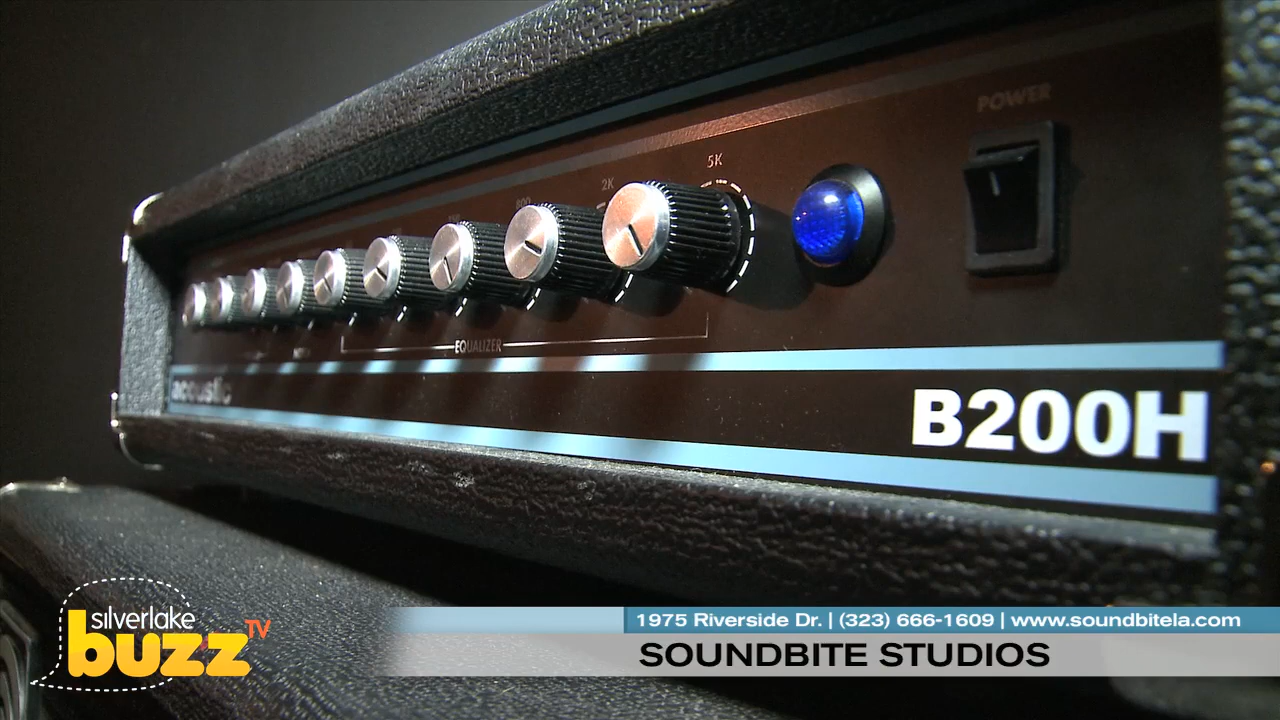 POWER
5K
2K
800
EQUALIZER
acoustic
B200H
silverlake
buzz TV
1975 Riverside Dr. | (323) 666-1609 | www.soundbitela.com
SOUNDBITE STUDIOS